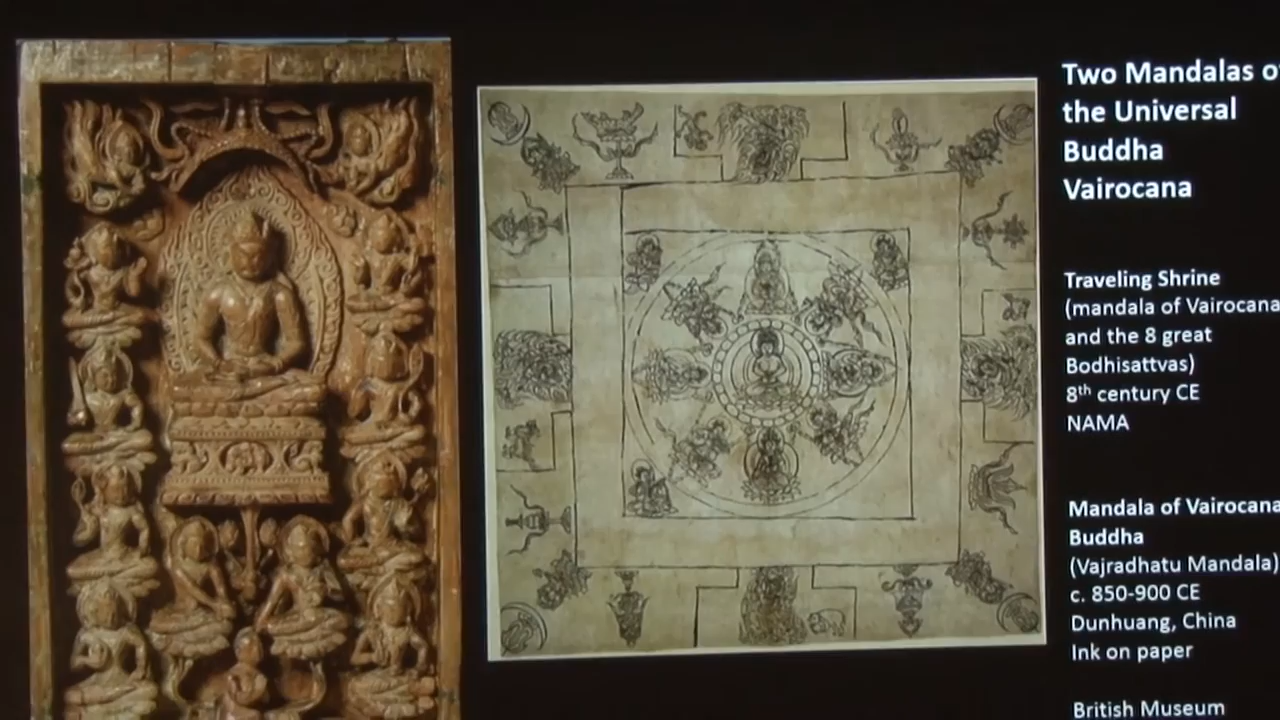 Two Mandalas of
the Universal
Buddha
Vairocana
Traveling Shrine
(mandala of Vairocana
and the 8 great
Bodhisattvas)
8th century CE
NAMA
Mandala of Vairocana
Buddha
(Vajradhatu Mandala)
c. 850-900 CE
Dunhuang, China
Ink on paper
British Museum